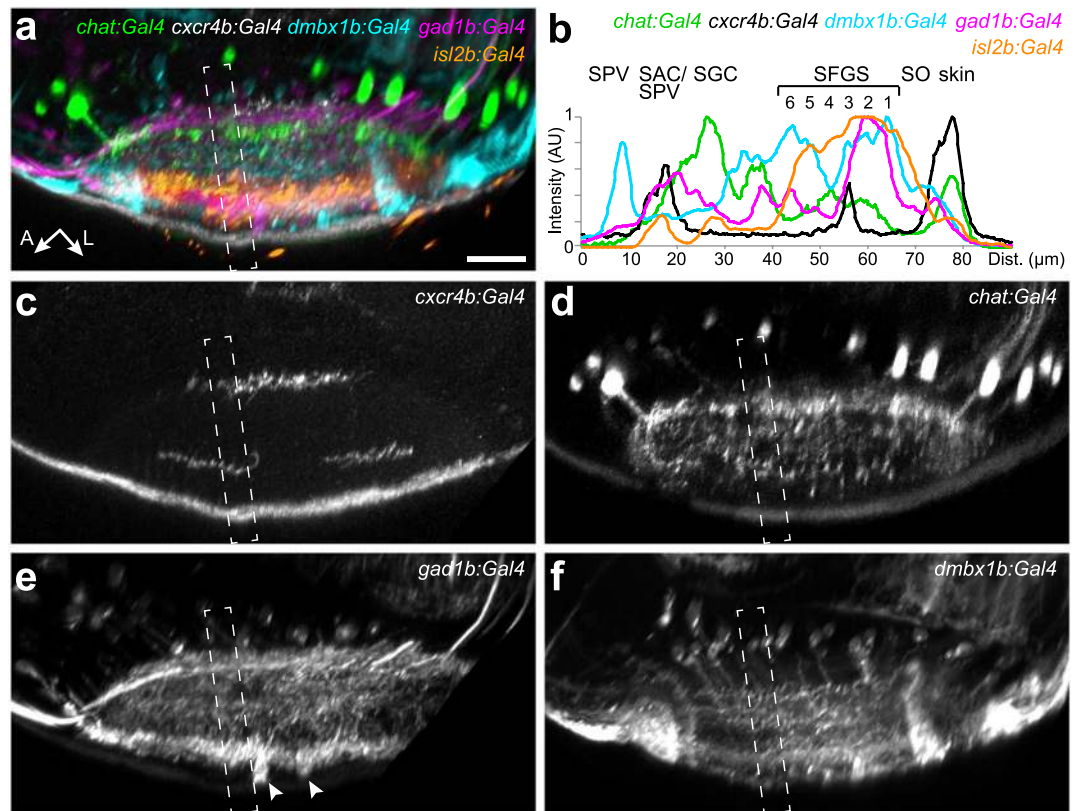 a
chat:Gal4 cxcr4b:Gal4 dmbx1b:Gal4 gad1b:Gal4
isl2b:Gal4
A L
b
chat:Gal4 cxcr4b:Gal4 dmbx1b:Gal4 gad1b:Gal4
isl2b:Gal4
SPV SAC/ SGC SFGS SO skin
SPV
6 5 4 3 2 1
1
Intensity (AU)
0
0 10 20 30 40 50 60 70 80 Dist. (μm)
c
cxcr4b:Gal4
d
chat:Gal4
e
gad1b:Gal4
f
dmbx1b:Gal4